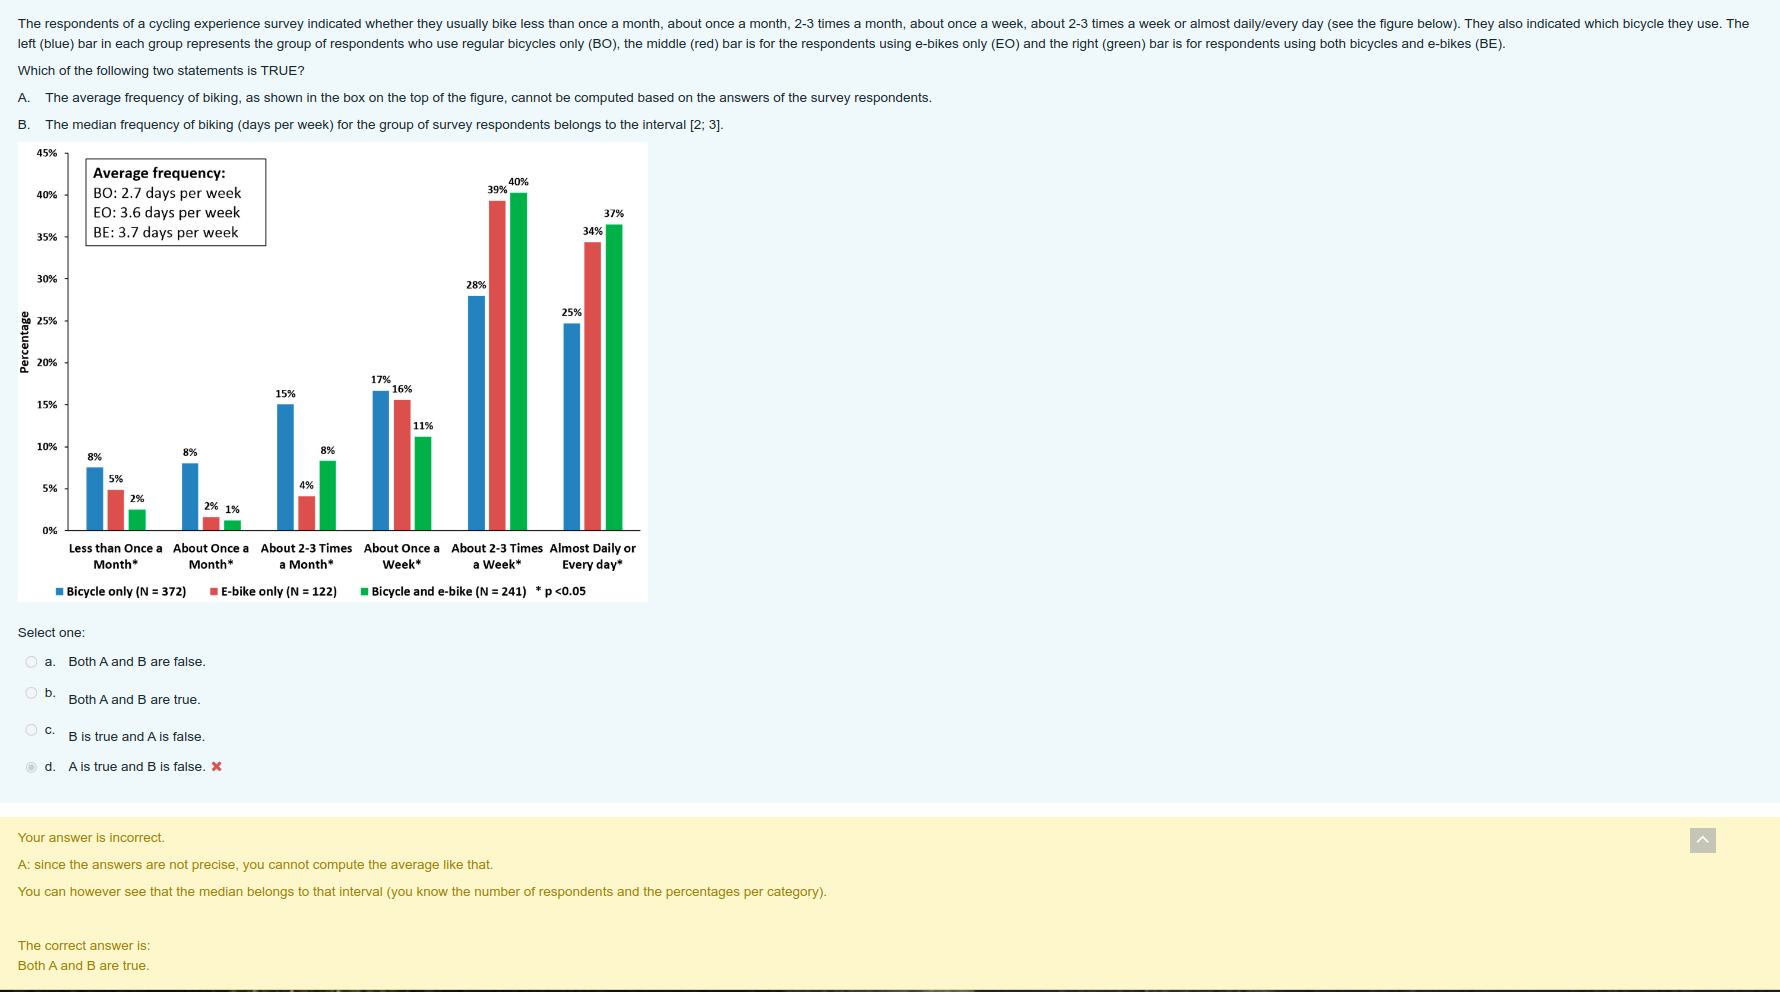 The respondents of a cycling experience survey indicated whether they usually bike less than once a month, about once a month, 2-3 times a month, about once a week, about 2-3 times a week or almost daily/every day (see the figure below). They also indicated which bicycle they use. The
left (blue) bar in each group represents the group of respondents who use regular bicycles only (BO), the middle (red) bar is for the respondents using e-bikes only (EO) and the right (green) bar is for respondents using both bicycles and e-bikes (BE).
Which of the following two statements is TRUE?
A. The average frequency of biking, as shown in the box on the top of the figure, cannot be computed based on the answers of the survey respondents.
B. The median frequency of biking (days per week) for the group of survey respondents belongs to the interval [2; 3].
45%
40%
35%
30%
25%
20%
15%
10%
5%
0%
Percentage
Average frequency:
BO: 2.7 days per week
EO: 3.6 days per week
BE: 3.7 days per week
8%
5%
2%
8%
2%
1%
15%
4%
8%
17%
16%
11%
28%
39%
40%
25%
34%
37%
Less than Once a Month*
About Once a Month*
About 2-3 Times a Month*
About Once a Week*
About 2-3 Times a Week*
Almost Daily or Every day*
Bicycle only (N = 372) E-bike only (N = 122) Bicycle and e-bike (N = 241) * p <0.05
Select one:
a. Both A and B are false.
b. Both A and B are true.
c. B is true and A is false.
d. A is true and B is false.
Your answer is incorrect.
A: since the answers are not precise, you cannot compute the average like that.
You can however see that the median belongs to that interval (you know the number of respondents and the percentages per category).
The correct answer is:
Both A and B are true.